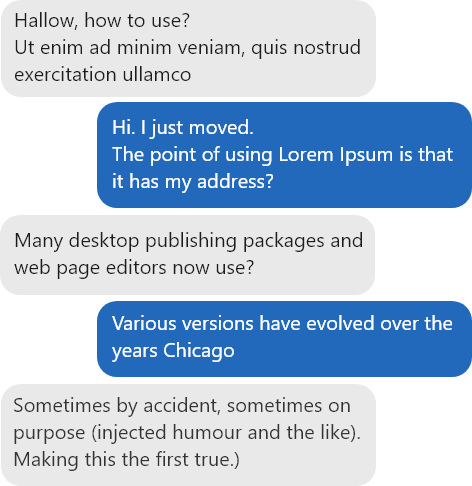 Hallow, how to use?
Ut enim ad minim veniam, quis nostrud
exercitation ullamco
Hi. I just moved.
The point of using Lorem Ipsum is that
it has my address?
Many desktop publishing packages and
web page editors now use?
Various versions have evolved over the
years Chicago
Sometimes by accident, sometimes on
purpose (injected humour and the like).
Making this the first true.)